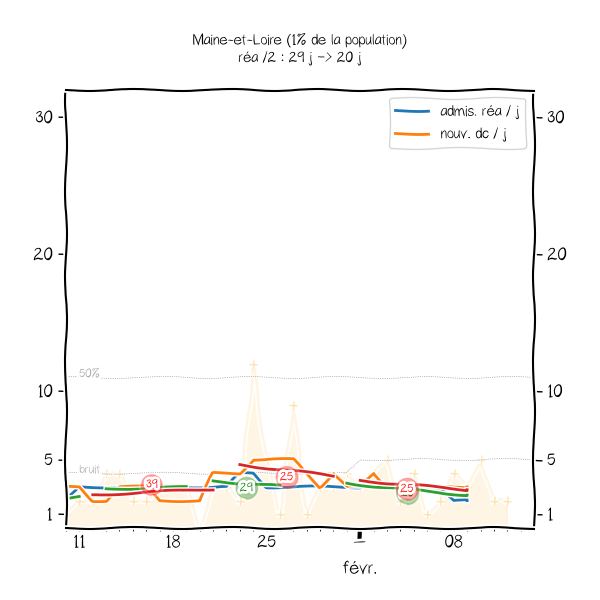 Maine-et-Loire (1% de la population)
réa /2 : 29 j -> 20 j
admis. réa / j
nouv. dc / j
30 30
20 20
50%
10 10
bruit
5 5
39 29 25 25
1 1
11 18 25 1 08
févr.